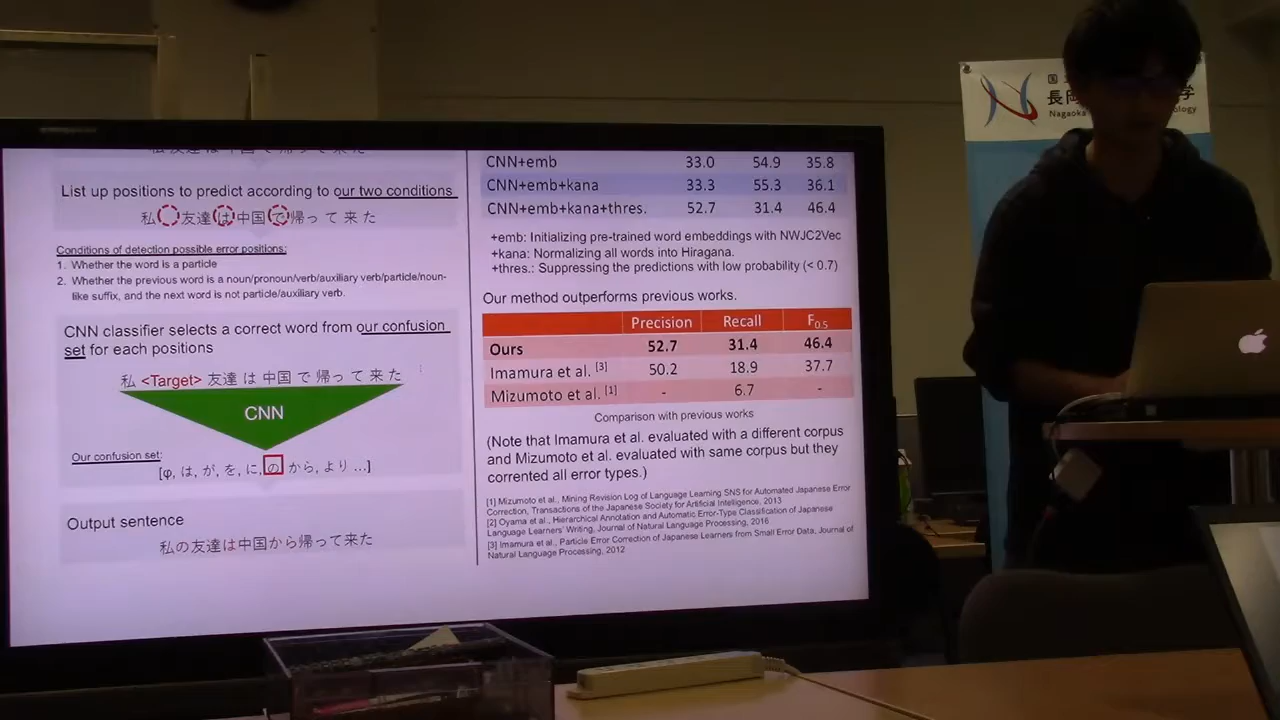 List up positions to predict according to our two conditions
私 友達 は 中国 で 帰っ て 来 た
Conditions of detection possible error positions:
1. Whether the word is a particle
2. Whether the previous word is a noun/pronoun/verb/auxiliary verb/particle/noun-
like suffix, and the next word is not particle/auxiliary verb.
CNN classifier selects a correct word from our confusion
set for each positions
私 <Target> 友達 は 中国 で 帰っ て 来 た
CNN
Our confusion set:
[φ, は, が, を, に, の から, より ...]
Output sentence
私の友達は中国から帰って来た
CNN+emb 33.0 54.9 35.8
CNN+emb+kana 33.3 55.3 36.1
CNN+emb+kana+thres. 52.7 31.4 46.4
+emb: Initializing pre-trained word embeddings with NWJC2Vec
+kana: Normalizing all words into Hiragana.
+thres.: Suppressing the predictions with low probability (< 0.7)
Our method outperforms previous works.
Precision Recall F0.5
Ours 52.7 31.4 46.4
Imamura et al. [3] 50.2 18.9 37.7
Mizumoto et al. [1] - 6.7 -
Comparison with previous works
(Note that Imamura et al. evaluated with a different corpus
and Mizumoto et al. evaluated with same corpus but they
corrented all error types.)
[1] Mizumoto et al., Mining Revision Log of Language Learning SNS for Automated Japanese Error
Correction, Transactions of the Japanese Society for Artificial Intelligence, 2013
[2] Oyama et al., Hierarchical Annotation and Automatic Error-Type Classification of Japanese
Language Learners' Writing, Journal of Natural Language Processing, 2016
[3] Imamura et al., Particle Error Correction of Japanese Learners from Small Error Data, Journal of
Natural Language Processing, 2012
国
長岡 学
Nagaoka